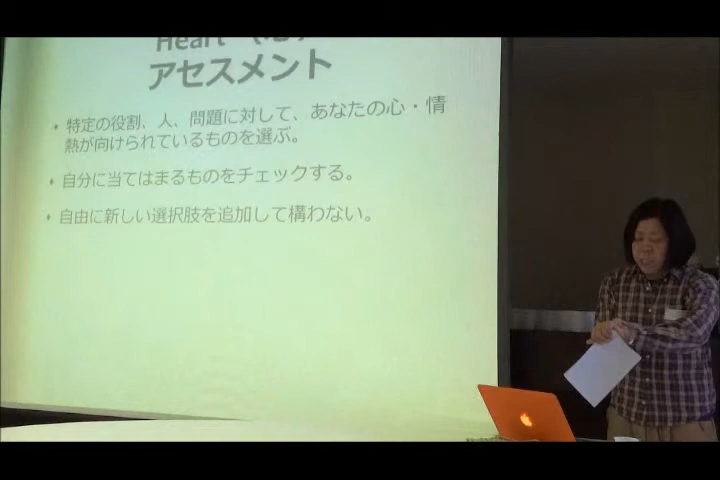 Heart
アセスメント
• 特定の役割、人、問題に対して、あなたの心・情
熱が向けられているものを選ぶ。
• 自分に当てはまるものをチェックする。
• 自由に新しい選択肢を追加して構わない。